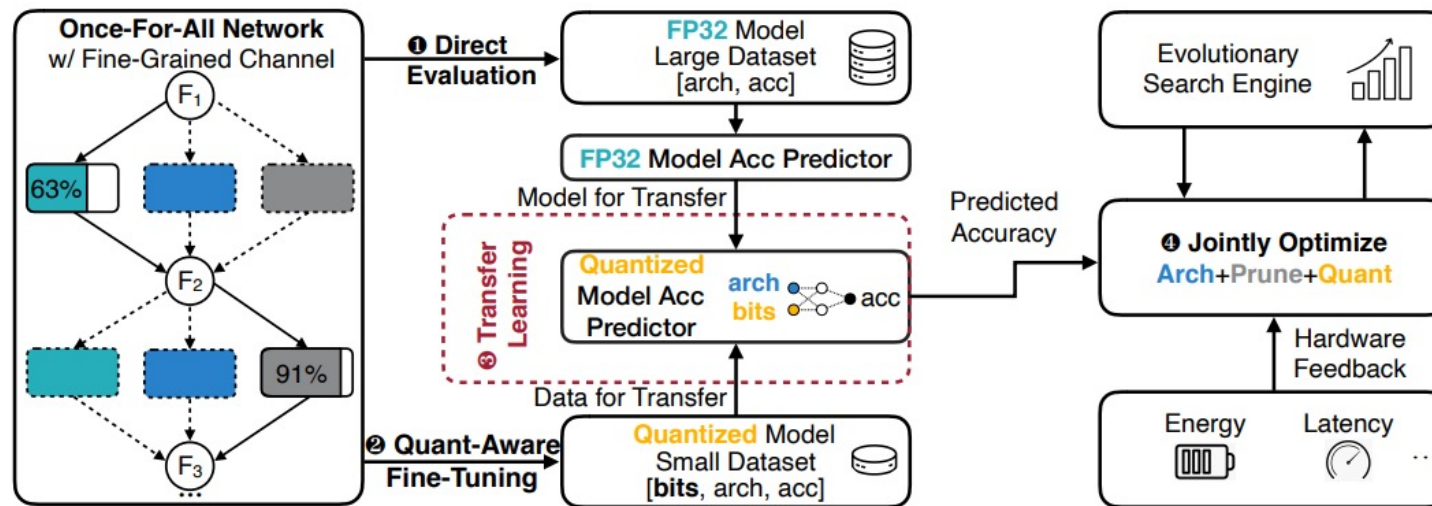 Once-For-All Network
w/ Fine-Grained Channel
F1
63%
F2
91%
F3
...
❶ Direct
Evaluation
❷ Quant-Aware
Fine-Tuning
FP32 Model
Large Dataset
[arch, acc]
FP32 Model Acc Predictor
Model for Transfer
❸ Transfer
Learning
Quantized
Model Acc
Predictor
arch
bits
acc
Data for Transfer
Quantized Model
Small Dataset
[bits, arch, acc]
Predicted
Accuracy
Evolutionary
Search Engine
❹ Jointly Optimize
Arch+Prune+Quant
Hardware
Feedback
Energy
Latency
..